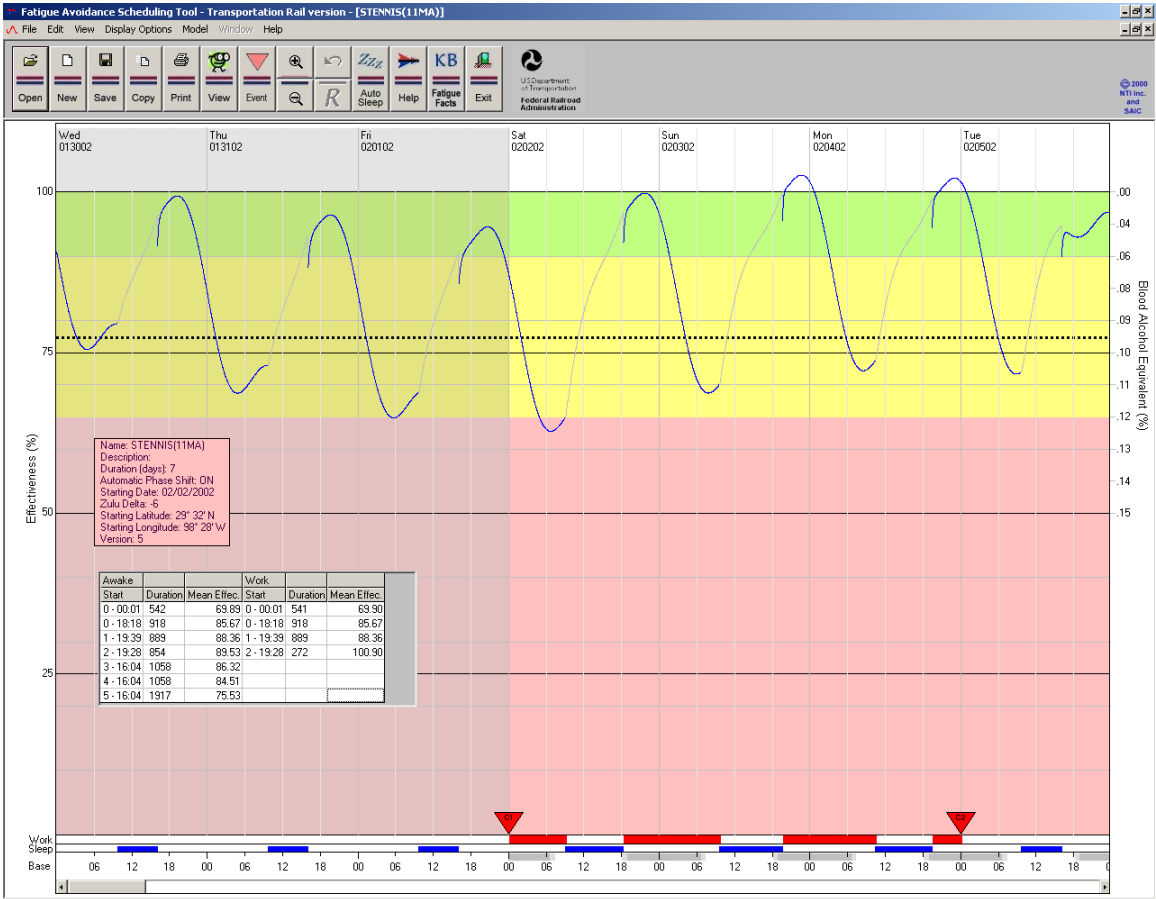 Fatigue Avoidance Scheduling Tool - Transportation Rail version - [STENNIS(11MA)]
File Edit View Display Options Model Window Help
Open New Save Copy Print View Event R Zzz Auto Sleep Help KB Fatigue Facts Exit
U.S.Department
of Transportation
Federal Railroad
Administration
© 2000
NTI Inc.
and
SAIC
Wed Thu Fri Sat Sun Mon Tue
013002 013102 020102 020202 020302 020402 020502
100 .00
.04
.06
.08
.09
75 .10
.11
.12
.13
.14
50 .15
25
Effectiveness (%)
Blood Alcohol Equivalent (%)
Name: STENNIS(11MA)
Description:
Duration (days): 7
Automatic Phase Shift: ON
Starting Date: 02/02/2002
Zulu Delta: -6
Starting Latitude: 29° 32' N
Starting Longitude: 98° 28' W
Version: 5
Awake Work
Start Duration Mean Effec. Start Duration Mean Effec.
0 - 00:01 542 69.89 0 - 00:01 541 69.90
0 - 18:18 918 85.67 0 - 18:18 918 85.67
1 - 19:39 889 88.36 1 - 19:39 889 88.36
2 - 19:28 854 89.53 2 - 19:28 272 100.90
3 - 16:04 1058 86.32
4 - 16:04 1058 84.51
5 - 16:04 1917 75.53
Work
Sleep
Base 06 12 18 00 06 12 18 00 06 12 18 00 06 12 18 00 06 12 18 00 06 12 18 00 06 12 18